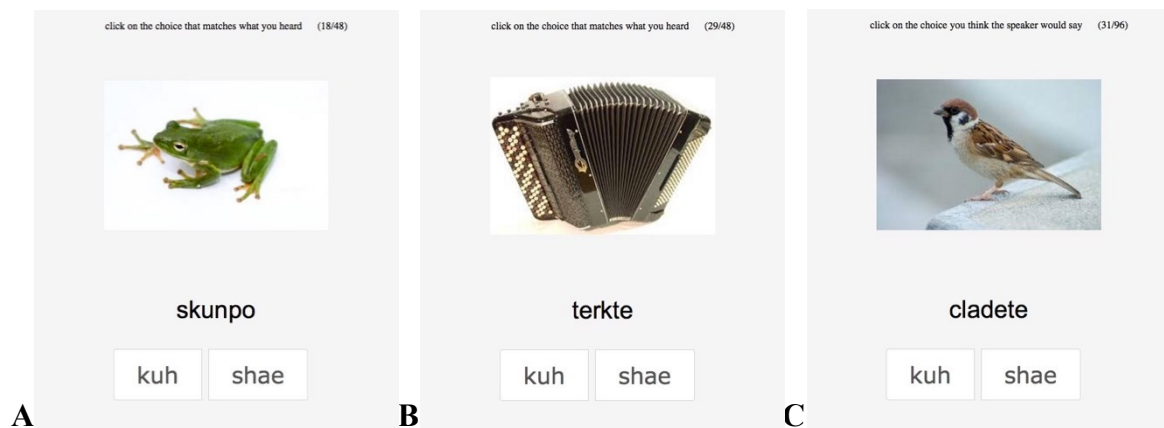 click on the choice that matches what you heard (18/48)
skunpo
kuh shae
A
click on the choice that matches what you heard (29/48)
terkte
kuh shae
B
click on the choice you think the speaker would say (31/96)
cladete
kuh shae
C